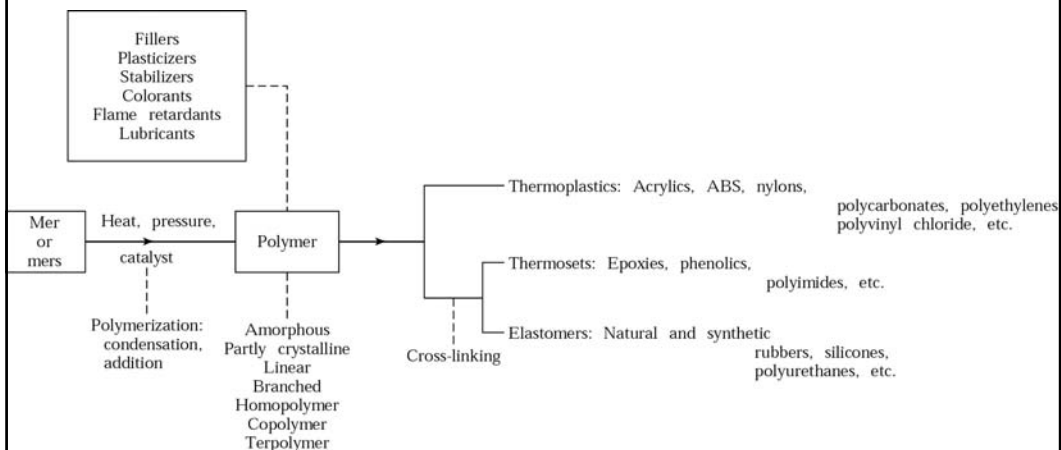 Fillers
Plasticizers
Stabilizers
Colorants
Flame retardants
Lubricants
Mer
or
mers
Heat, pressure,
catalyst
Polymerization:
condensation,
addition
Polymer
Amorphous
Partly crystalline
Linear
Branched
Homopolymer
Copolymer
Terpolymer
Cross-linking
Thermoplastics: Acrylics, ABS, nylons,
polycarbonates, polyethylenes
polyvinyl chloride, etc.
Thermosets: Epoxies, phenolics,
polyimides, etc.
Elastomers: Natural and synthetic
rubbers, silicones,
polyurethanes, etc.